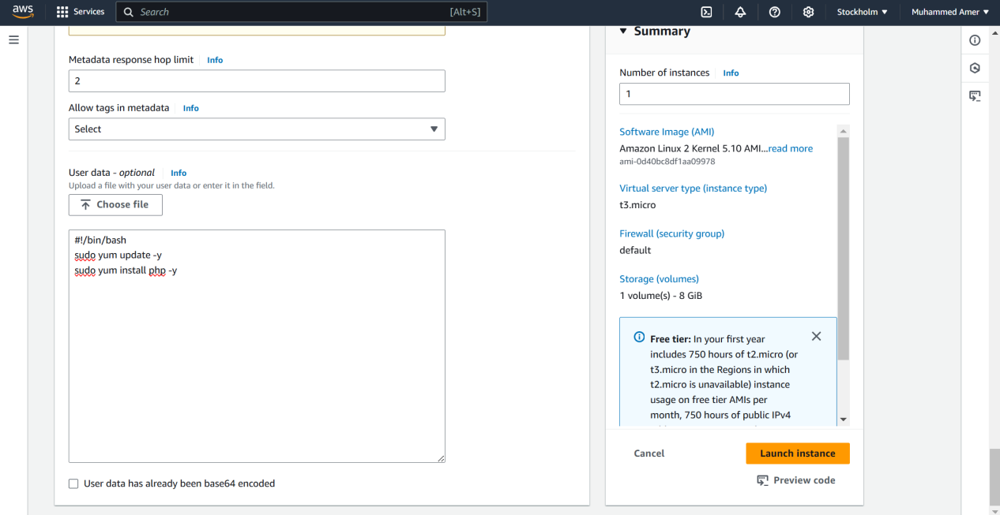 aws
Services
Search
[Alt+S]
Stockholm
Muhammed Amer
Metadata response hop limit
Info
2
Allow tags in metadata
Info
Select
User data - optional
Info
Upload a file with your user data or enter it in the field.
Choose file
#!/bin/bash
sudo yum update -y
sudo yum install php -y
User data has already been base64 encoded
Summary
Number of instances
Info
1
Software Image (AMI)
Amazon Linux 2 Kernel 5.10 AMI...read more
ami-0d40bc8df1aa09978
Virtual server type (instance type)
t3.micro
Firewall (security group)
default
Storage (volumes)
1 volume(s) - 8 GiB
Free tier: In your first year
includes 750 hours of t2.micro (or
t3.micro in the Regions in which
t2.micro is unavailable) instance
usage on free tier AMIs per
month, 750 hours of public IPv4
Cancel
Launch instance
Preview code